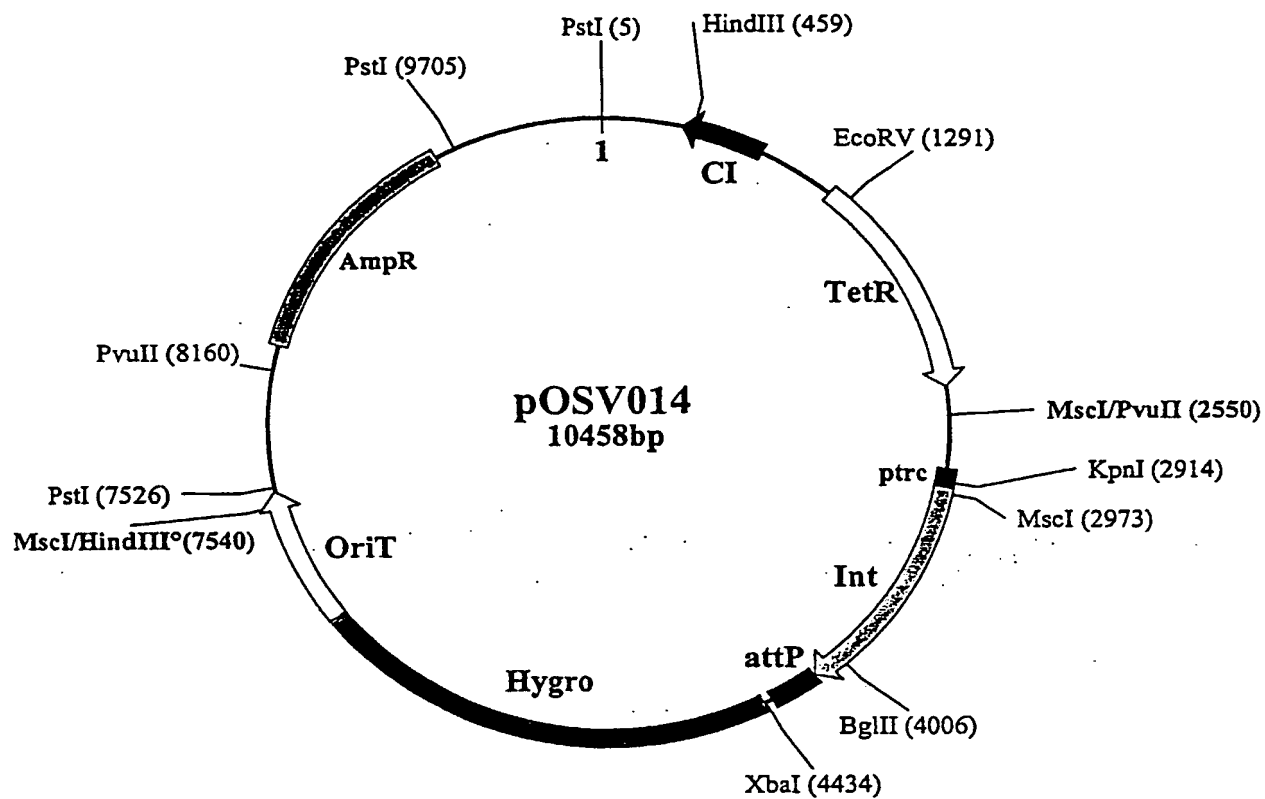 PstI (5)
HindIII (459)
PstI (9705)
1
CI
EcoRV (1291)
AmpR
TetR
PvuII (8160)
pOSV014
10458bp
MscI/PvuII (2550)
ptrc
KpnI (2914)
PstI (7526)
MscI (2973)
MscI/HindIII° (7540)
OriT
Int
attP
Hygro
BglII (4006)
XbaI (4434)